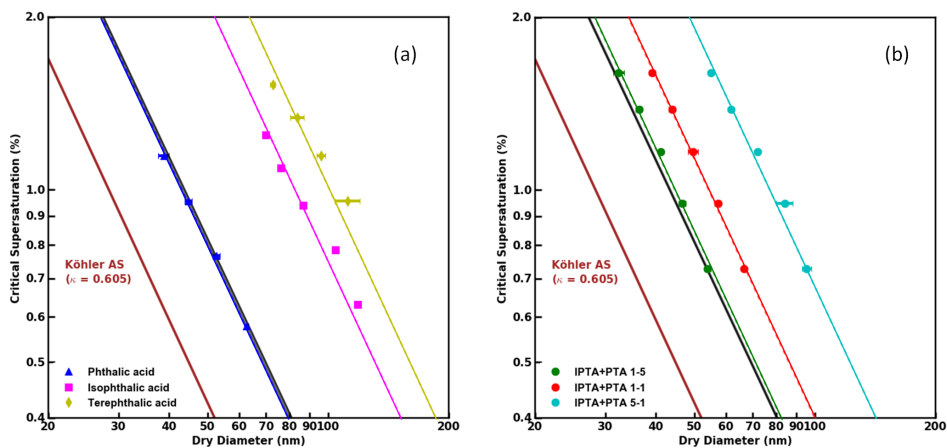 2.0
1.0
0.9
0.8
0.7
0.6
0.5
0.4
Critical Supersaturation (%)
(a)
Köhler AS
(κ = 0.605)
Phthalic acid
Isophthalic acid
Terephthalic acid
20 30 40 50 60 70 80 90 100 200
Dry Diameter (nm)
2.0
1.0
0.9
0.8
0.7
0.6
0.5
0.4
Critical Supersaturation (%)
(b)
Köhler AS
(κ = 0.605)
IPTA+PTA 1-5
IPTA+PTA 1-1
IPTA+PTA 5-1
20 30 40 50 60 70 80 90 100 200
Dry Diameter (nm)